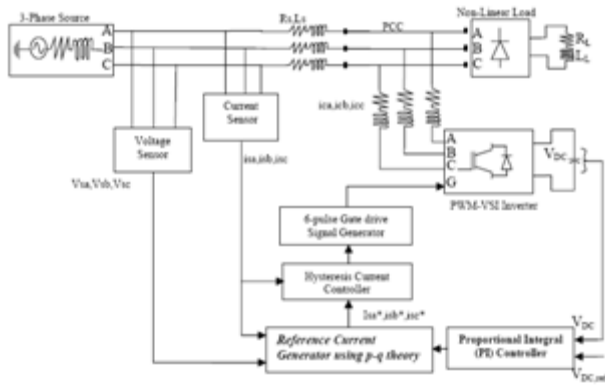 3-Phase Source
A
B
C
Rs,Ls
PCC
Non-Linear Load
A
B
C
RL
LL
Current
Sensor
Voltage
Sensor
ica,icb,icc
isa,isb,isc
Vsa,Vsb,Vsc
A
B
C
G
VDC
PWM-VSI Inverter
6-pulse Gate drive
Signal Generator
Hysteresis Current
Controller
Isa*,isb*,isc*
Reference Current
Generator using p-q theory
Proportional Integral
(PI) Controller
VDC
VDC,ref